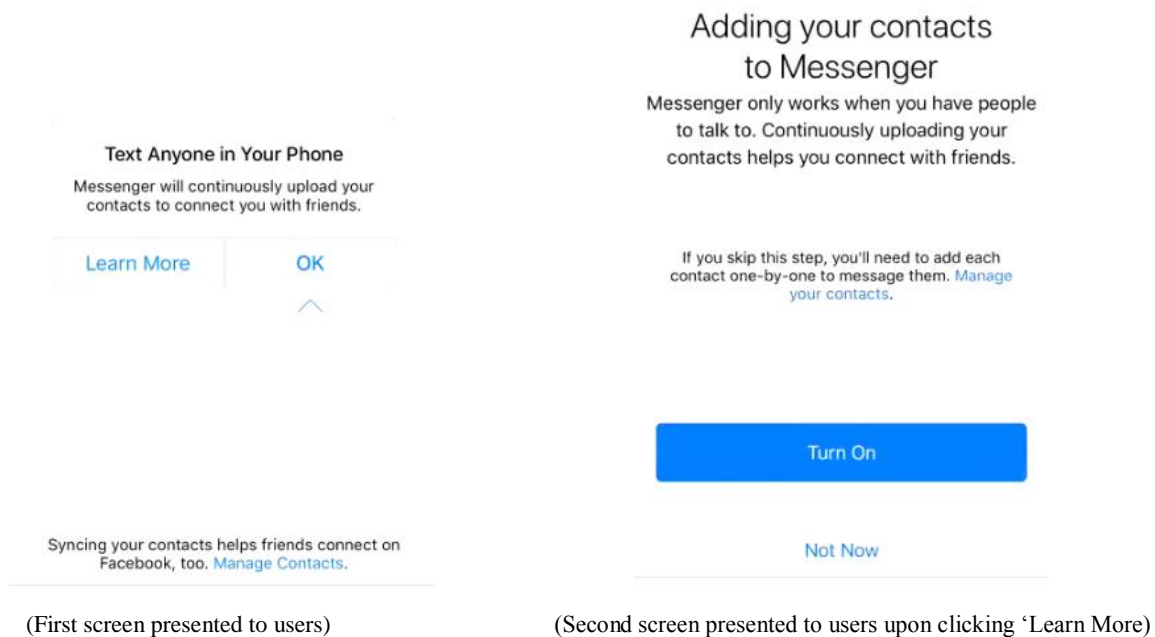 Text Anyone in Your Phone
Messenger will continuously upload your
contacts to connect you with friends.
Learn More
OK
Syncing your contacts helps friends connect on
Facebook, too. Manage Contacts.
(First screen presented to users)
Adding your contacts
to Messenger
Messenger only works when you have people
to talk to. Continuously uploading your
contacts helps you connect with friends.
If you skip this step, you'll need to add each
contact one-by-one to message them. Manage
your contacts.
Turn On
Not Now
(Second screen presented to users upon clicking ‘Learn More)